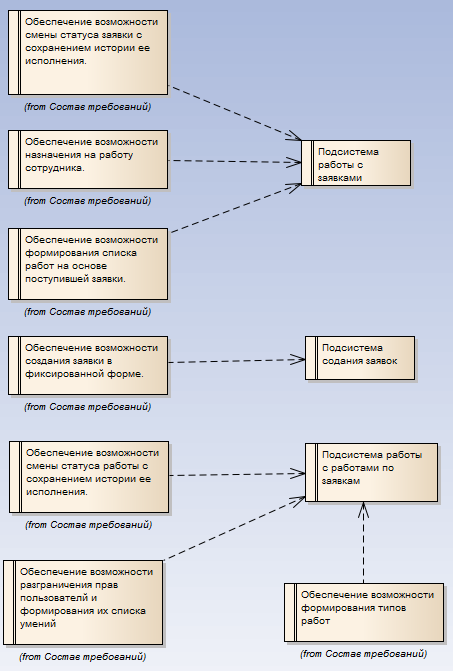 Обеспечение возможности
смены статуса заявки с
сохранением истории ее
исполнения.
(from Состав требований)
Обеспечение возможности
назначения на работу
сотрудника.
(from Состав требований)
Подсистема
работы с
заявками
Обеспечение возможности
формирования списка
работ на основе
поступившей заявки.
(from Состав требований)
Обеспечение возможности
создания заявки в
фиксированной форме.
(from Состав требований)
Подсистема
содания заявок
Обеспечение возможности
смены статуса работы с
сохранением истории ее
исполнения.
(from Состав требований)
Подсистема работы
с работами по
заявкам
Обеспечение возможности
разграничения прав
пользователй и
формирования их списка
умений
(from Состав требований)
Обеспечение возможности
формирования типов
работ
(from Состав требований)